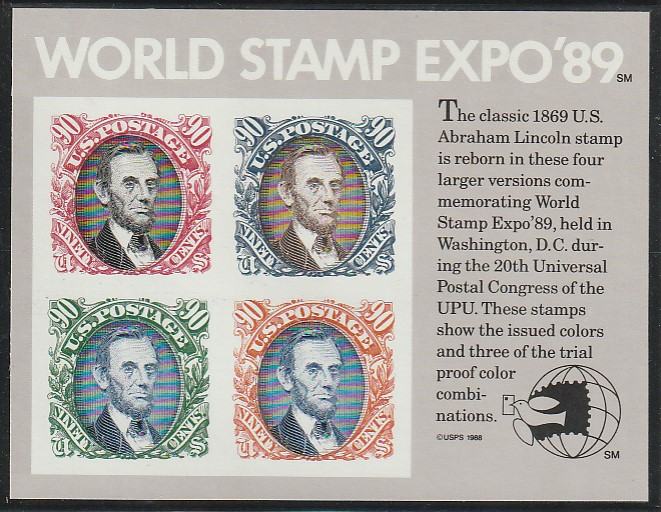 WORLD STAMP EXPO'89 SM
The classic 1869 U.S.
Abraham Lincoln stamp
is reborn in these four
larger versions com-
memorating World
Stamp Expo'89, held in
Washington, D.C. dur-
ing the 20th Universal
Postal Congress of the
UPU. These stamps
show the issued colors
and three of the trial
proof color
combi-
nations.
©USPS 1988
SM
90 90
U.S. POSTAGE
NINETY CENTS
U S
90 90
U.S. POSTAGE
NINETY CENTS
U S
90 90
U.S. POSTAGE
NINETY CENTS
U S
90 90
U.S. POSTAGE
NINETY CENTS
U S